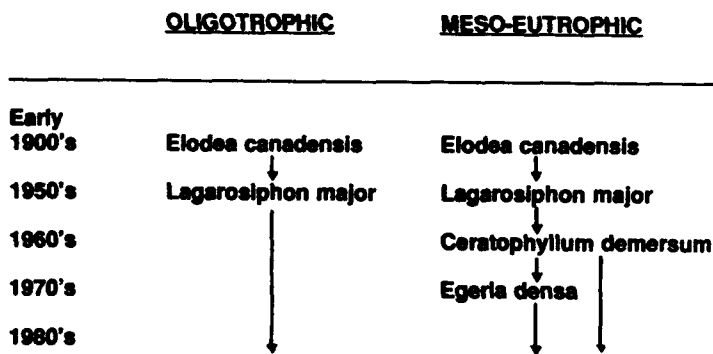 OLIGOTROPHIC MESO-EUTROPHIC
Early
1900's Elodea canadensis Elodea canadensis
1950's Lagarosiphon major Lagarosiphon major
1960's Ceratophyllum demersum
1970's Egeria densa
1980's